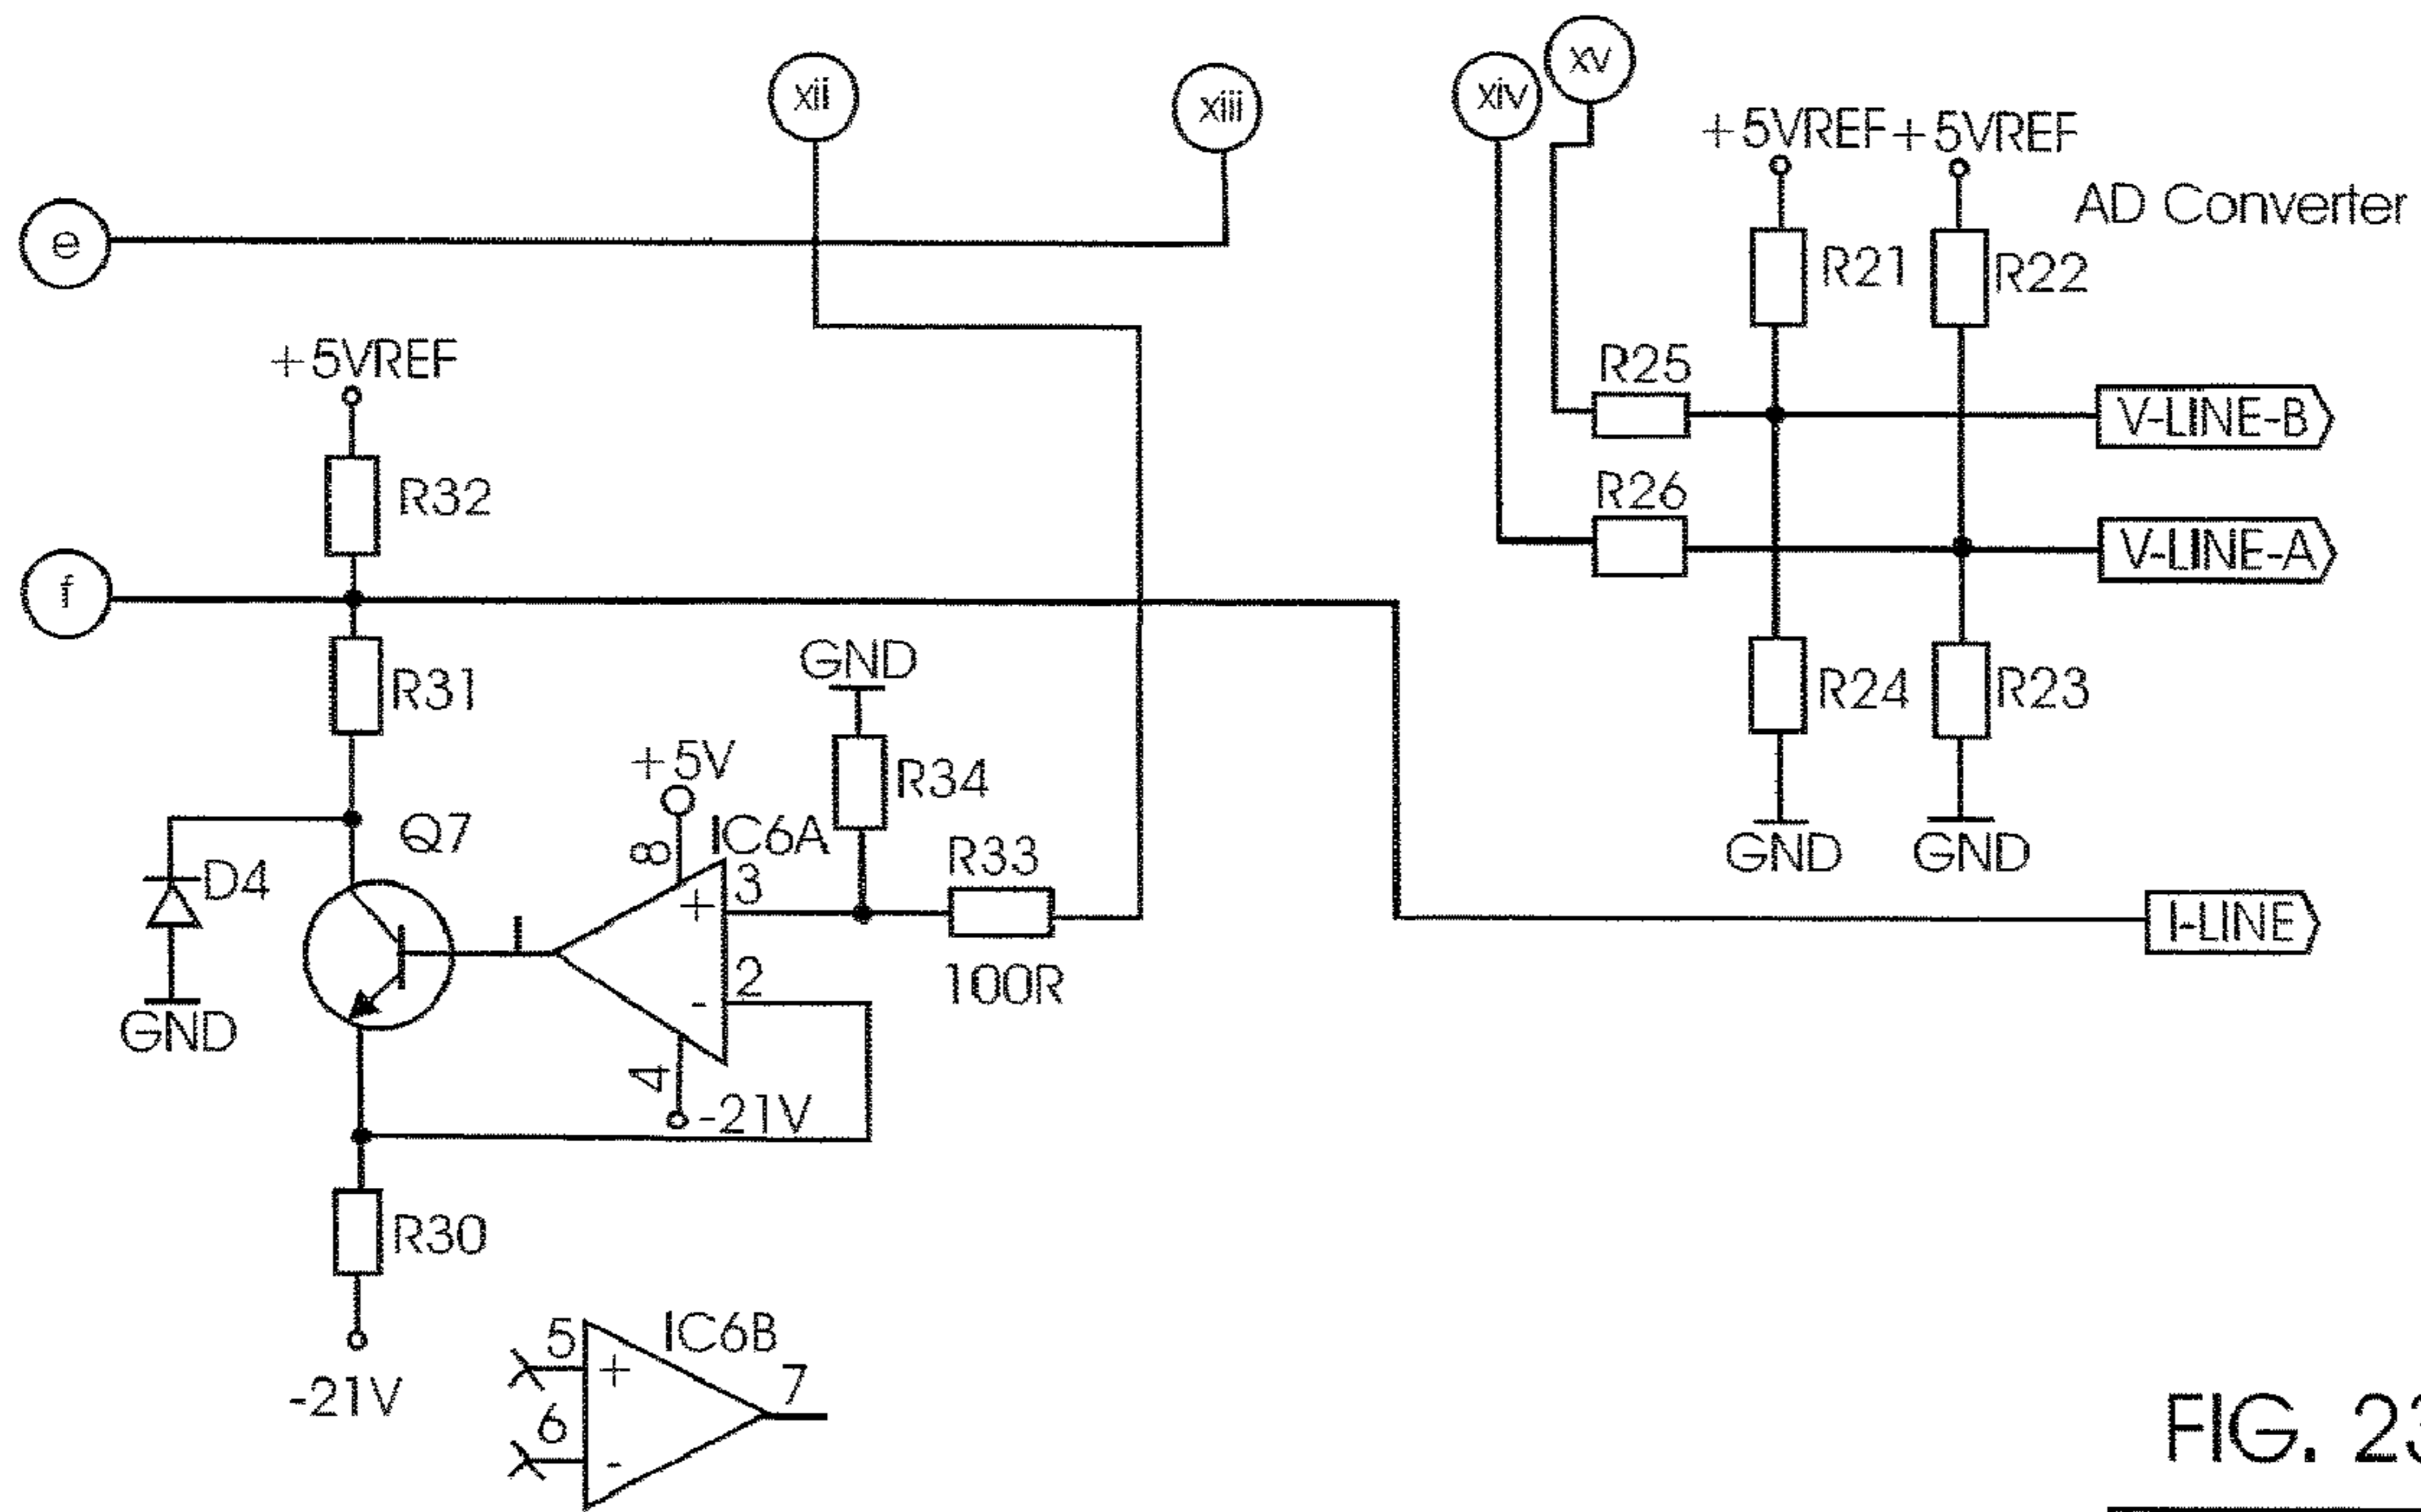 xii
xiii
xiv
xv
+5VREF
+5VREF
AD Converter
e
R21
R22
+5VREF
R25
V-LINE-B
R32
R26
V-LINE-A
f
GND
R31
R24
R23
+5V
R34
GND
GND
Q7
8
IC6A
R33
D4
3
+
I-LINE
1
2
-
100R
GND
4
-21V
R30
-21V
5
IC6B
+
7
6
-
FIG. 23